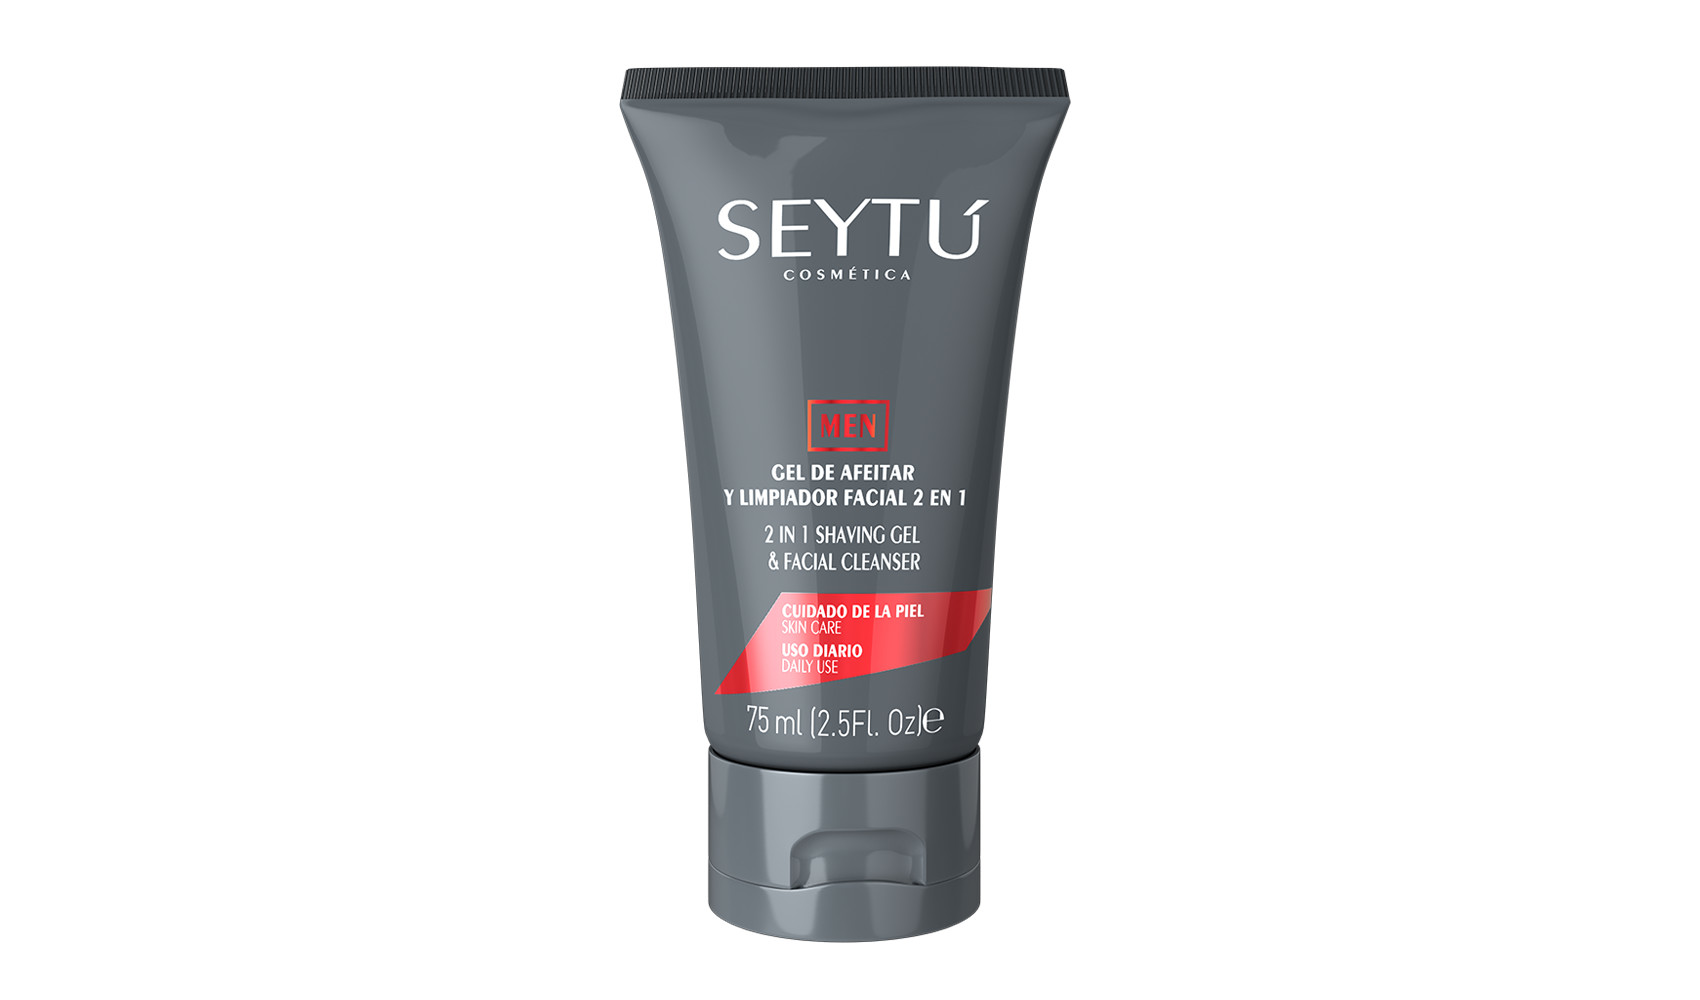 SEYTÚ
COSMÉTICA
MEN
GEL DE AFEITAR
Y LIMPIADOR FACIAL 2 EN 1
2 IN 1 SHAVING GEL
& FACIAL CLEANSER
CUIDADO DE LA PIEL
SKIN CARE
USO DIARIO
DAILY USE
75 ml (2.5Fl. Oz)℮